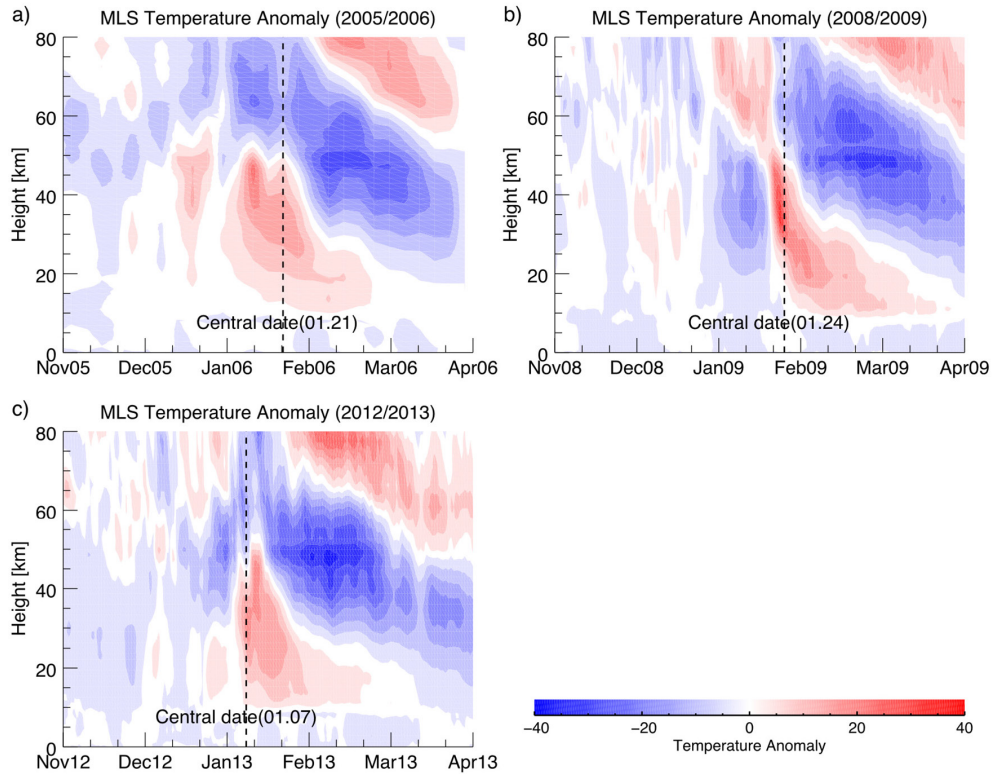 a) MLS Temperature Anomaly (2005/2006)
80
60
40
20
0
Height [km]
Central date(01.21)
Nov05 Dec05 Jan06 Feb06 Mar06 Apr06
b) MLS Temperature Anomaly (2008/2009)
80
60
40
20
0
Height [km]
Central date(01.24)
Nov08 Dec08 Jan09 Feb09 Mar09 Apr09
c) MLS Temperature Anomaly (2012/2013)
80
60
40
20
0
Height [km]
Central date(01.07)
Nov12 Dec12 Jan13 Feb13 Mar13 Apr13
−40 −20 0 20 40
Temperature Anomaly